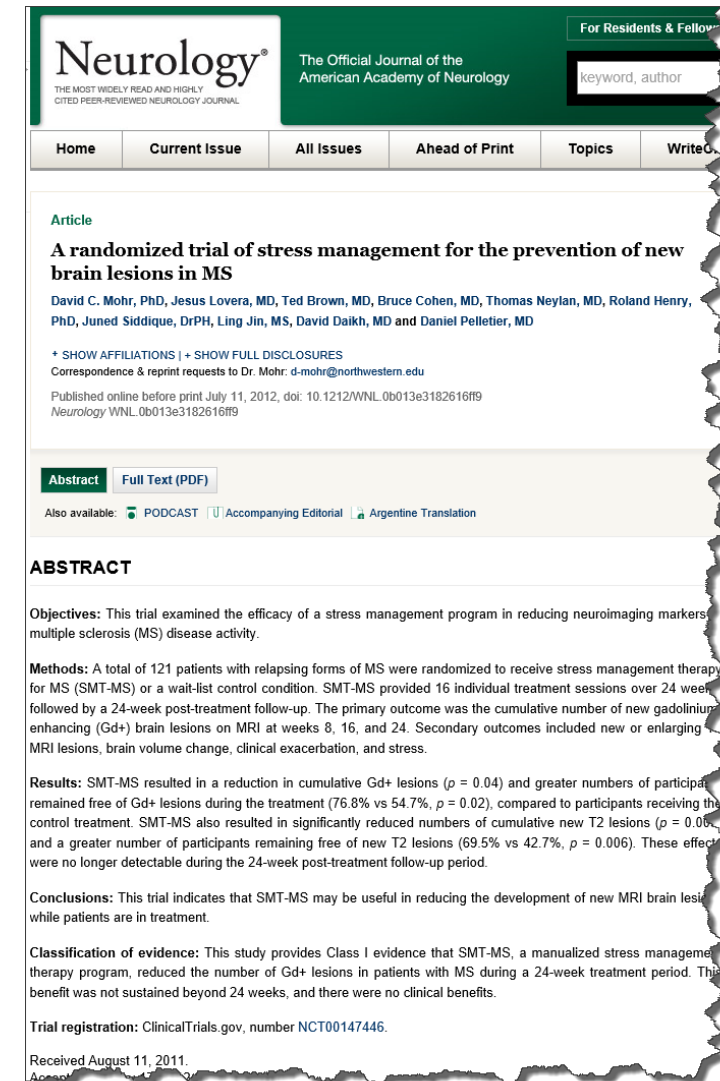 For Residents & Fellow
Neurology®
THE MOST WIDELY READ AND HIGHLY
CITED PEER-REVIEWED NEUROLOGY JOURNAL
The Official Journal of the
American Academy of Neurology
keyword, author
Home Current Issue All Issues Ahead of Print Topics
Article
A randomized trial of stress management for the prevention of new
brain lesions in MS
David C. Mohr, PhD, Jesus Lovera, MD, Ted Brown, MD, Bruce Cohen, MD, Thomas Neylan, MD, Roland Henry,
PhD, Juned Siddique, DrPH, Ling Jin, MS, David Daikh, MD and Daniel Pelletier, MD
+ SHOW AFFILIATIONS | + SHOW FULL DISCLOSURES
Correspondence & reprint requests to Dr. Mohr: d-mohr@northwestern.edu
Published online before print July 11, 2012, doi: 10.1212/WNL.0b013e3182616ff9
Neurology WNL.0b013e3182616ff9
Abstract Full Text (PDF)
Also available: PODCAST Accompanying Editorial Argentine Translation
ABSTRACT
Objectives: This trial examined the efficacy of a stress management program in reducing neuroimaging markers
multiple sclerosis (MS) disease activity.
Methods: A total of 121 patients with relapsing forms of MS were randomized to receive stress management therapy
for MS (SMT-MS) or a wait-list control condition. SMT-MS provided 16 individual treatment sessions over 24
followed by a 24-week post-treatment follow-up. The primary outcome was the cumulative number of new gadolinium
enhancing (Gd+) brain lesions on MRI at weeks 8, 16, and 24. Secondary outcomes included new or enlarging
MRI lesions, brain volume change, clinical exacerbation, and stress.
Results: SMT-MS resulted in a reduction in cumulative Gd+ lesions (p = 0.04) and greater numbers of
remained free of Gd+ lesions during the treatment (76.8% vs 54.7%, p = 0.02), compared to participants receiving the
control treatment. SMT-MS also resulted in significantly reduced numbers of cumulative new T2 lesions (p =
and a greater number of participants remaining free of new T2 lesions (69.5% vs 42.7%, p = 0.006). These effect
were no longer detectable during the 24-week post-treatment follow-up period.
Conclusions: This trial indicates that SMT-MS may be useful in reducing the development of new MRI brain
while patients are in treatment.
Classification of evidence: This study provides Class I evidence that SMT-MS, a manualized stress
therapy program, reduced the number of Gd+ lesions in patients with MS during a 24-week treatment period. This
benefit was not sustained beyond 24 weeks, and there were no clinical benefits.
Trial registration: ClinicalTrials.gov, number NCT00147446.
Received August 11, 2011.